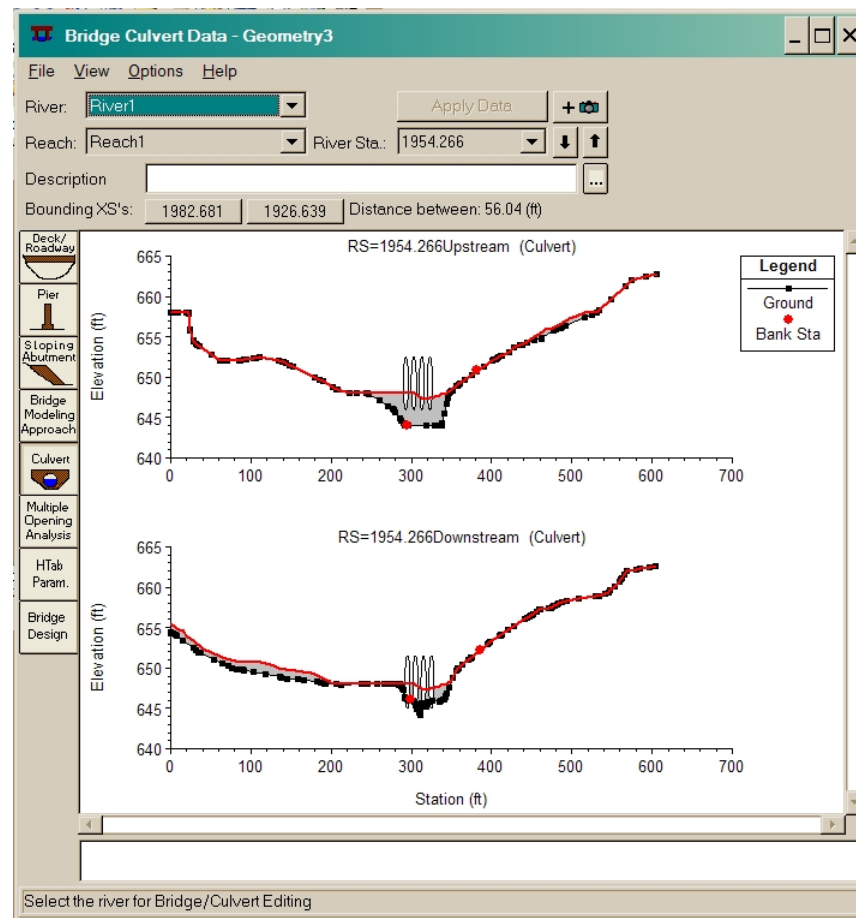 Bridge Culvert Data - Geometry3
File View Options Help
River: River1 Apply Data
Reach: Reach1 River Sta.: 1954.266
Description ...
Bounding XS's: 1982.681 1926.639 Distance between: 56.04 (ft)
Deck/
Roadway
Pier
Sloping
Abutment
Bridge
Modeling
Approach
Culvert
Multiple
Opening
Analysis
HTab
Param.
Bridge
Design
RS=1954.266Upstream (Culvert)
Elevation (ft)
665
660
655
650
645
640
0 100 200 300 400 500 600 700
Legend
Ground
Bank Sta
RS=1954.266Downstream (Culvert)
Elevation (ft)
665
660
655
650
645
640
0 100 200 300 400 500 600 700
Station (ft)
Select the river for Bridge/Culvert Editing